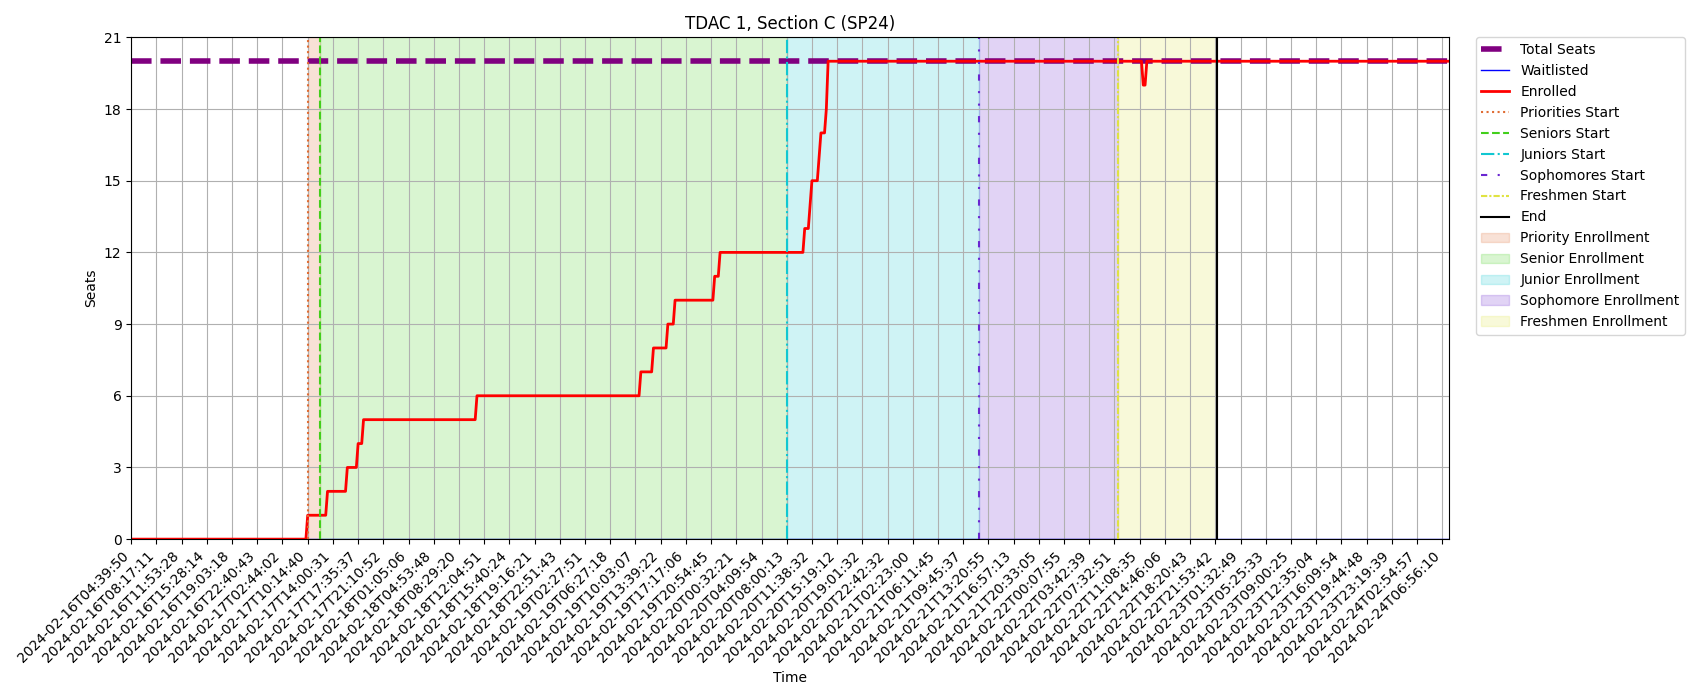 TDAC 1, Section C (SP24)
Seats
21
18
15
12
9
6
3
0
2024-02-16T04:39:50
2024-02-16T08:17:11
2024-02-16T11:53:28
2024-02-16T15:28:14
2024-02-16T19:03:18
2024-02-16T22:40:43
2024-02-17T02:44:02
2024-02-17T10:14:40
2024-02-17T14:00:31
2024-02-17T17:35:37
2024-02-17T21:10:52
2024-02-18T01:05:06
2024-02-18T04:53:48
2024-02-18T08:29:20
2024-02-18T12:04:51
2024-02-18T15:40:24
2024-02-18T19:16:21
2024-02-18T22:51:43
2024-02-19T02:27:51
2024-02-19T06:27:18
2024-02-19T10:03:07
2024-02-19T13:39:22
2024-02-19T17:17:06
2024-02-19T20:54:45
2024-02-20T00:32:21
2024-02-20T04:09:54
2024-02-20T08:00:13
2024-02-20T11:38:32
2024-02-20T15:19:12
2024-02-20T19:01:32
2024-02-20T22:42:32
2024-02-21T02:23:00
2024-02-21T06:11:45
2024-02-21T09:45:37
2024-02-21T13:20:55
2024-02-21T16:57:13
2024-02-21T20:33:05
2024-02-22T00:07:55
2024-02-22T03:42:39
2024-02-22T07:32:51
2024-02-22T11:08:35
2024-02-22T14:46:06
2024-02-22T18:20:43
2024-02-22T21:53:42
2024-02-23T01:32:49
2024-02-23T05:25:33
2024-02-23T09:00:25
2024-02-23T12:35:04
2024-02-23T16:09:54
2024-02-23T19:44:48
2024-02-23T23:19:39
2024-02-24T02:54:57
2024-02-24T06:56:10
Time
Total Seats
Waitlisted
Enrolled
Priorities Start
Seniors Start
Juniors Start
Sophomores Start
Freshmen Start
End
Priority Enrollment
Senior Enrollment
Junior Enrollment
Sophomore Enrollment
Freshmen Enrollment